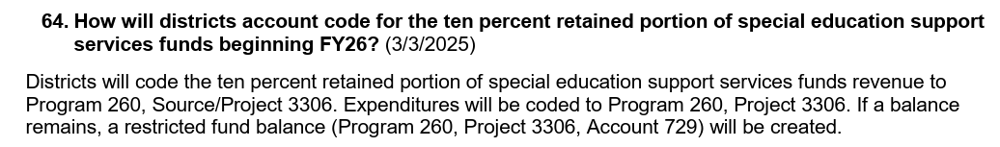 64. How will districts account code for the ten percent retained portion of special education support
services funds beginning FY26? (3/3/2025)
Districts will code the ten percent retained portion of special education support services funds revenue to
Program 260, Source/Project 3306. Expenditures will be coded to Program 260, Project 3306. If a balance
remains, a restricted fund balance (Program 260, Project 3306, Account 729) will be created.